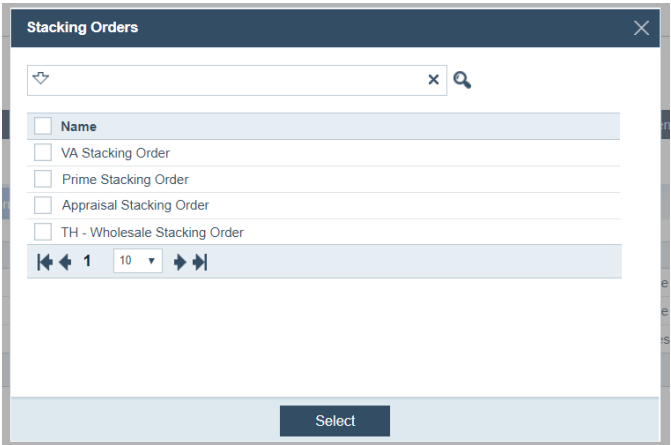 Stacking Orders
Name
VA Stacking Order
Prime Stacking Order
Appraisal Stacking Order
TH - Wholesale Stacking Order
1 10
Select